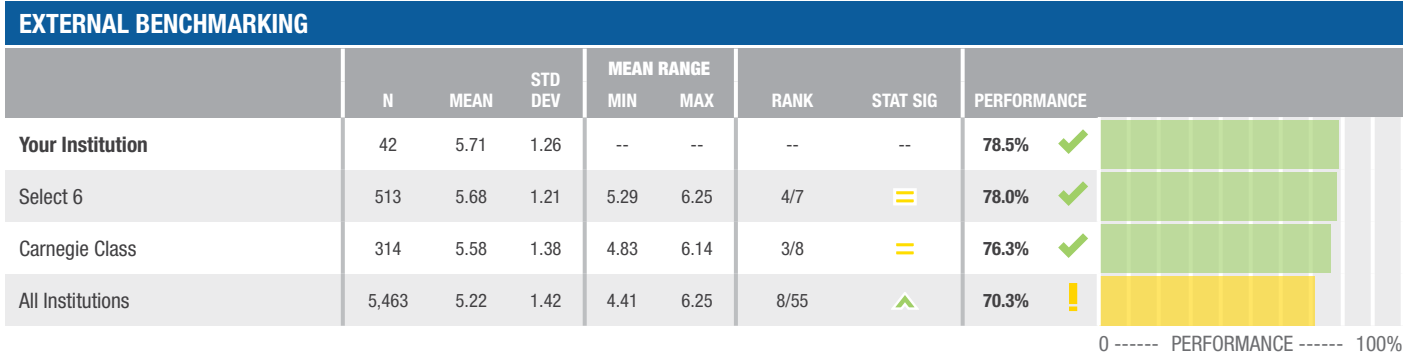 EXTERNAL BENCHMARKING
N MEAN STD DEV MEAN RANGE MIN MAX RANK STAT SIG PERFORMANCE
Your Institution 42 5.71 1.26 -- -- -- -- 78.5%
Select 6 513 5.68 1.21 5.29 6.25 4/7 = 78.0%
Carnegie Class 314 5.58 1.38 4.83 6.14 3/8 = 76.3%
All Institutions 5,463 5.22 1.42 4.41 6.25 8/55 ^ 70.3% !
0 ------ PERFORMANCE ------ 100%